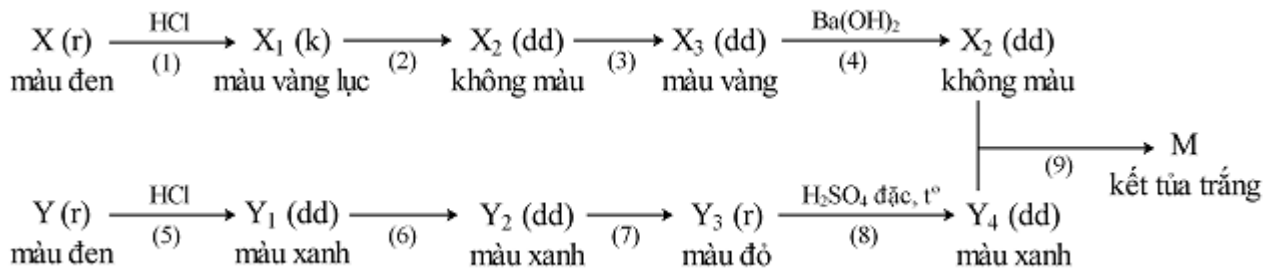 X (r) HCl (1) X₁ (k) (2) X₂ (dd) (3) X₃ (dd) Ba(OH)₂ (4) X₂ (dd)
màu đen màu vàng lục không màu màu vàng không màu
(9) M
kết tủa trắng
Y (r) HCl (5) Y₁ (dd) (6) Y₂ (dd) (7) Y₃ (r) H₂SO₄ đặc, tº (8) Y₄ (dd)
màu đen màu xanh màu xanh màu đỏ màu xanh